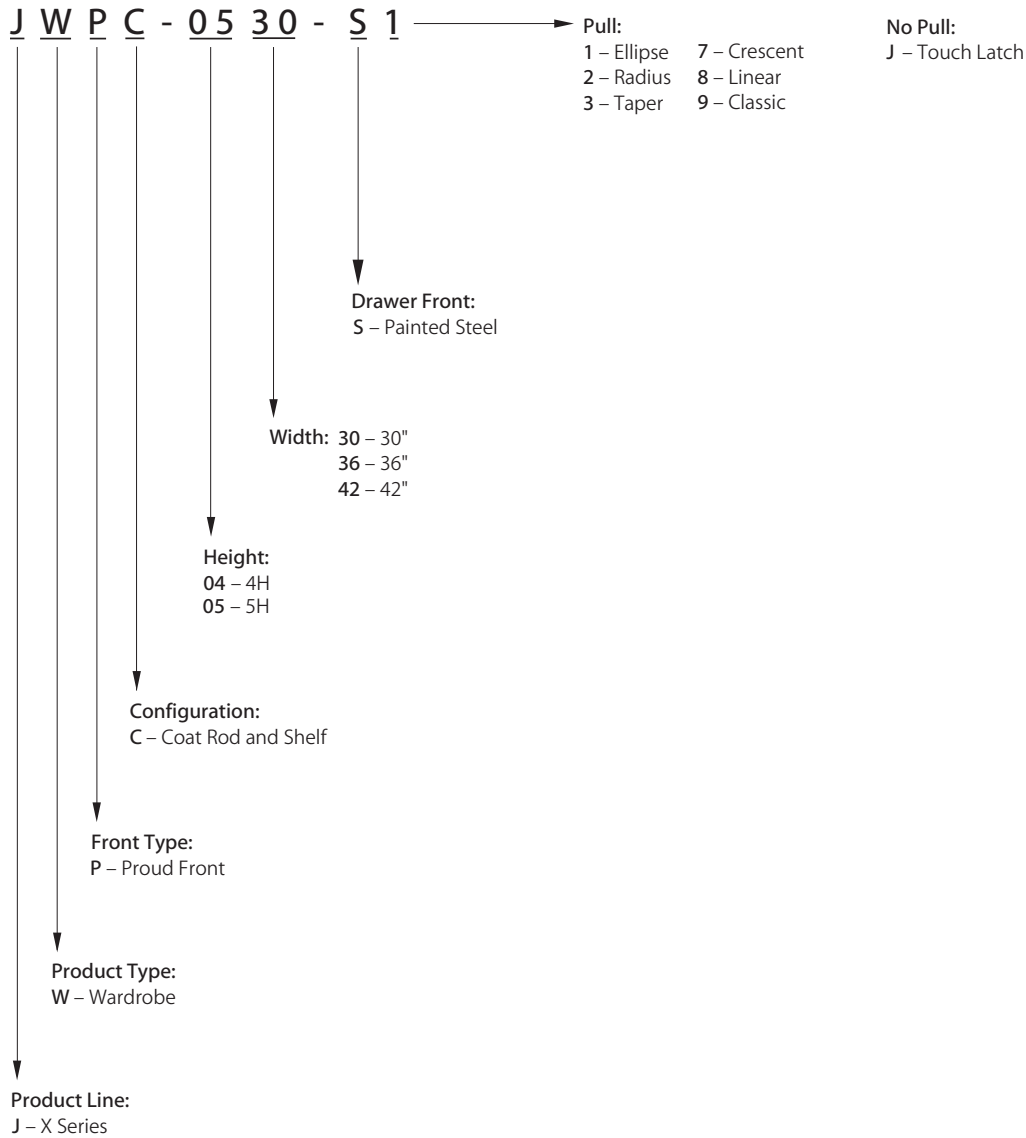 J W P C - 0 5 3 0 - S 1
Pull:
1 – Ellipse
2 – Radius
3 – Taper
7 – Crescent
8 – Linear
9 – Classic
No Pull:
J – Touch Latch
Drawer Front:
S – Painted Steel
Width: 30 – 30"
36 – 36"
42 – 42"
Height:
04 – 4H
05 – 5H
Configuration:
C – Coat Rod and Shelf
Front Type:
P – Proud Front
Product Type:
W – Wardrobe
Product Line:
J – X Series